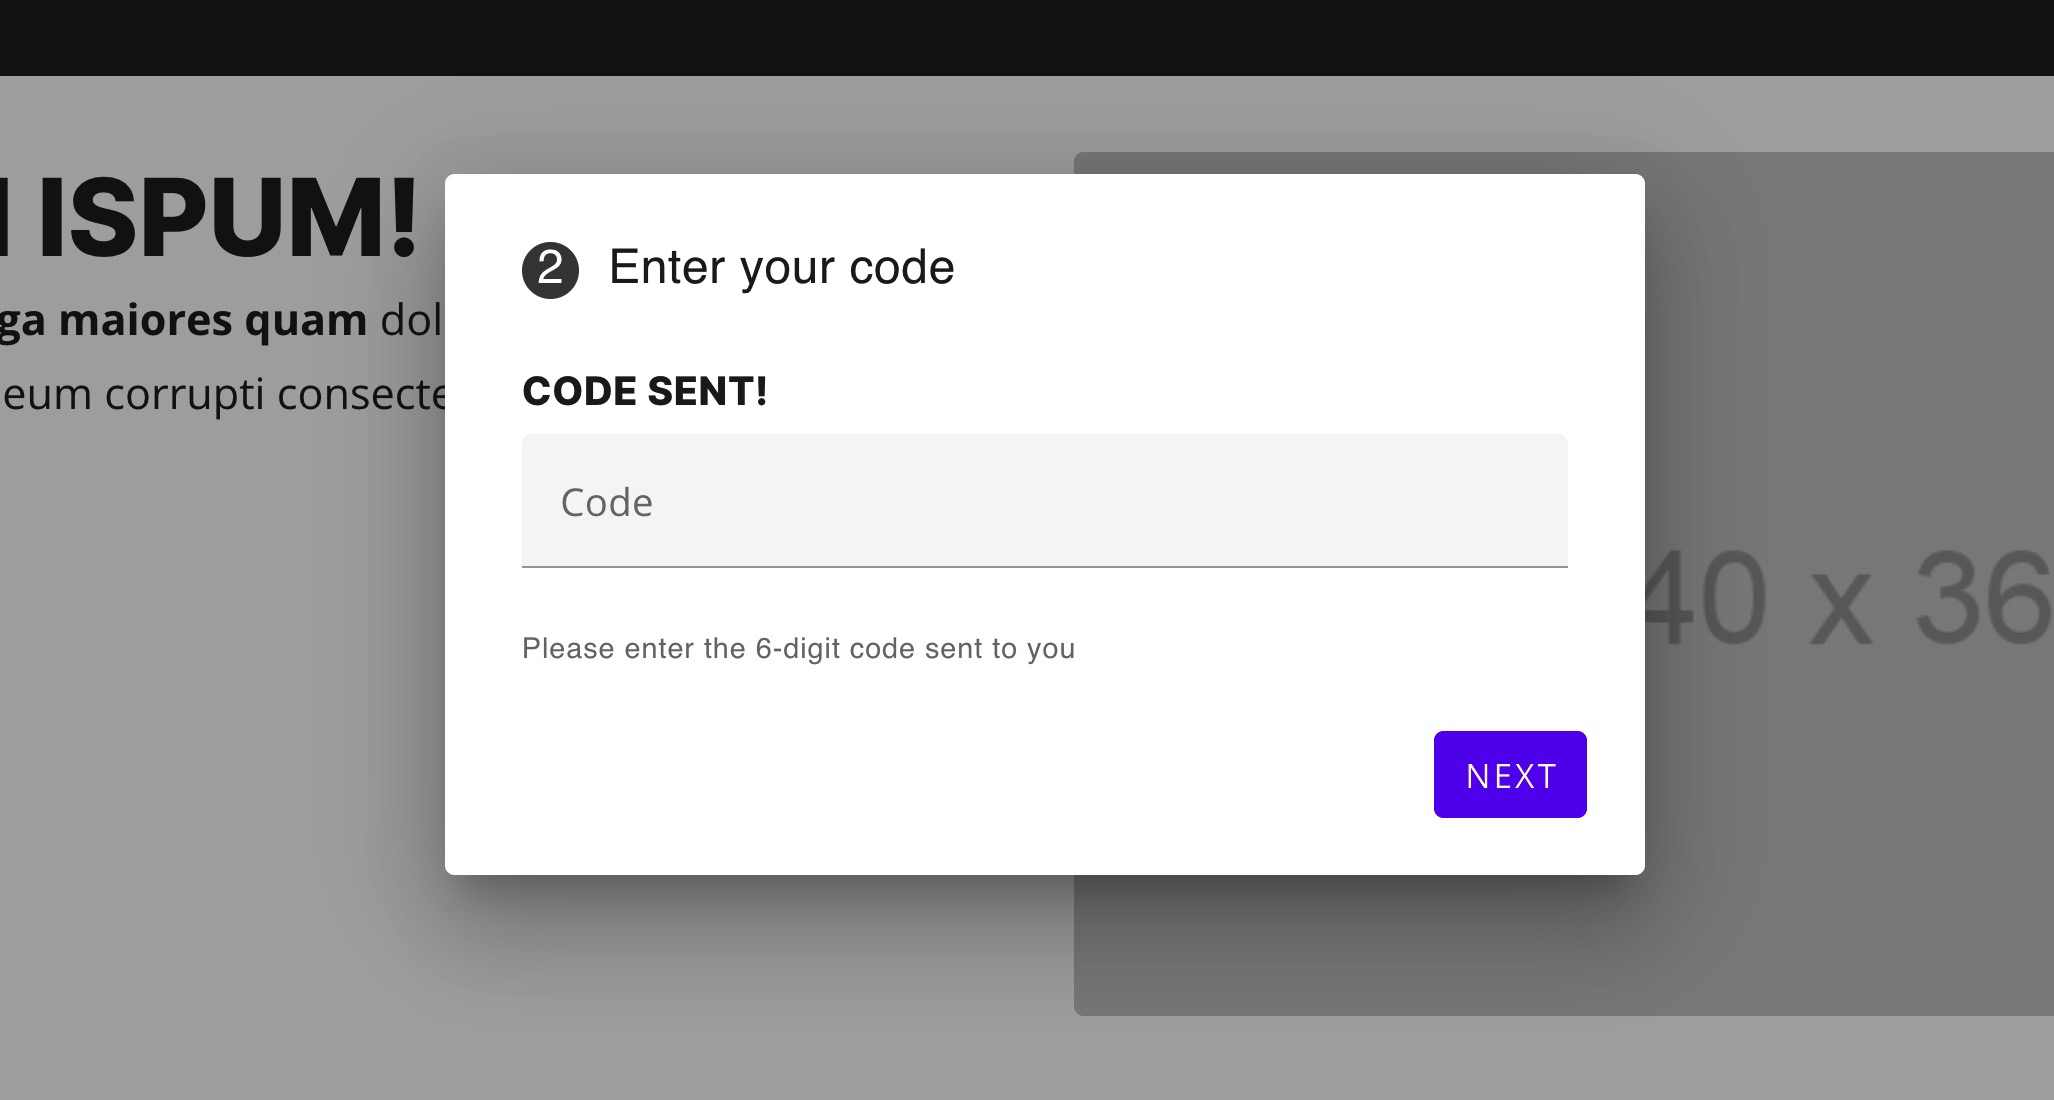 ISPUM!
ga maiores quam dol
eum corrupti consecte
2 Enter your code
CODE SENT!
Code
Please enter the 6-digit code sent to you
NEXT
40 x 36